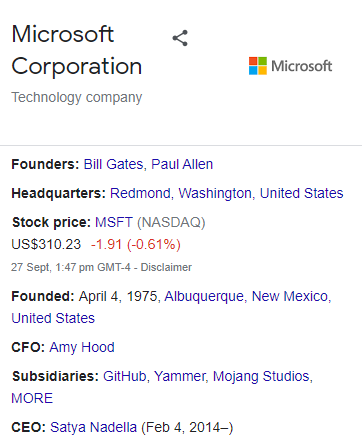 Microsoft
Corporation
Microsoft
Technology company
Founders: Bill Gates, Paul Allen
Headquarters: Redmond, Washington, United States
Stock price: MSFT (NASDAQ)
US$310.23 -1.91 (-0.61%)
27 Sept, 1:47 pm GMT-4 - Disclaimer
Founded: April 4, 1975, Albuquerque, New Mexico,
United States
CFO: Amy Hood
Subsidiaries: GitHub, Yammer, Mojang Studios,
MORE
CEO: Satya Nadella (Feb 4, 2014–)